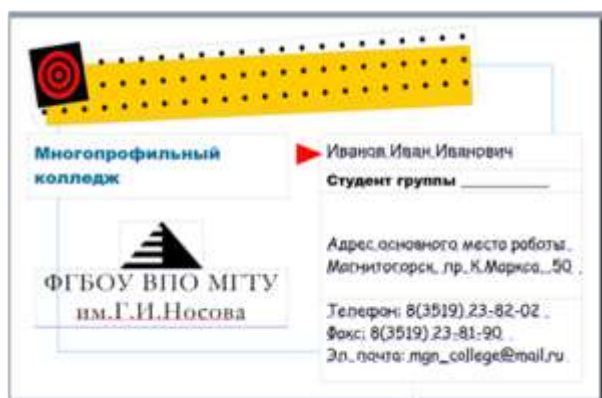 Многопрофильный
колледж
ФГБОУ ВПО МГТУ
им.Г.И.Носова
Иванов Иван Иванович
Студент группы ___________
Адрес основного место работы
Магнитогорск, пр. К.Маркса, 50
Телефон: 8(3519) 23-82-02
Факс: 8(3519) 23-81-90
Эл. почта: mgn_college@mail.ru